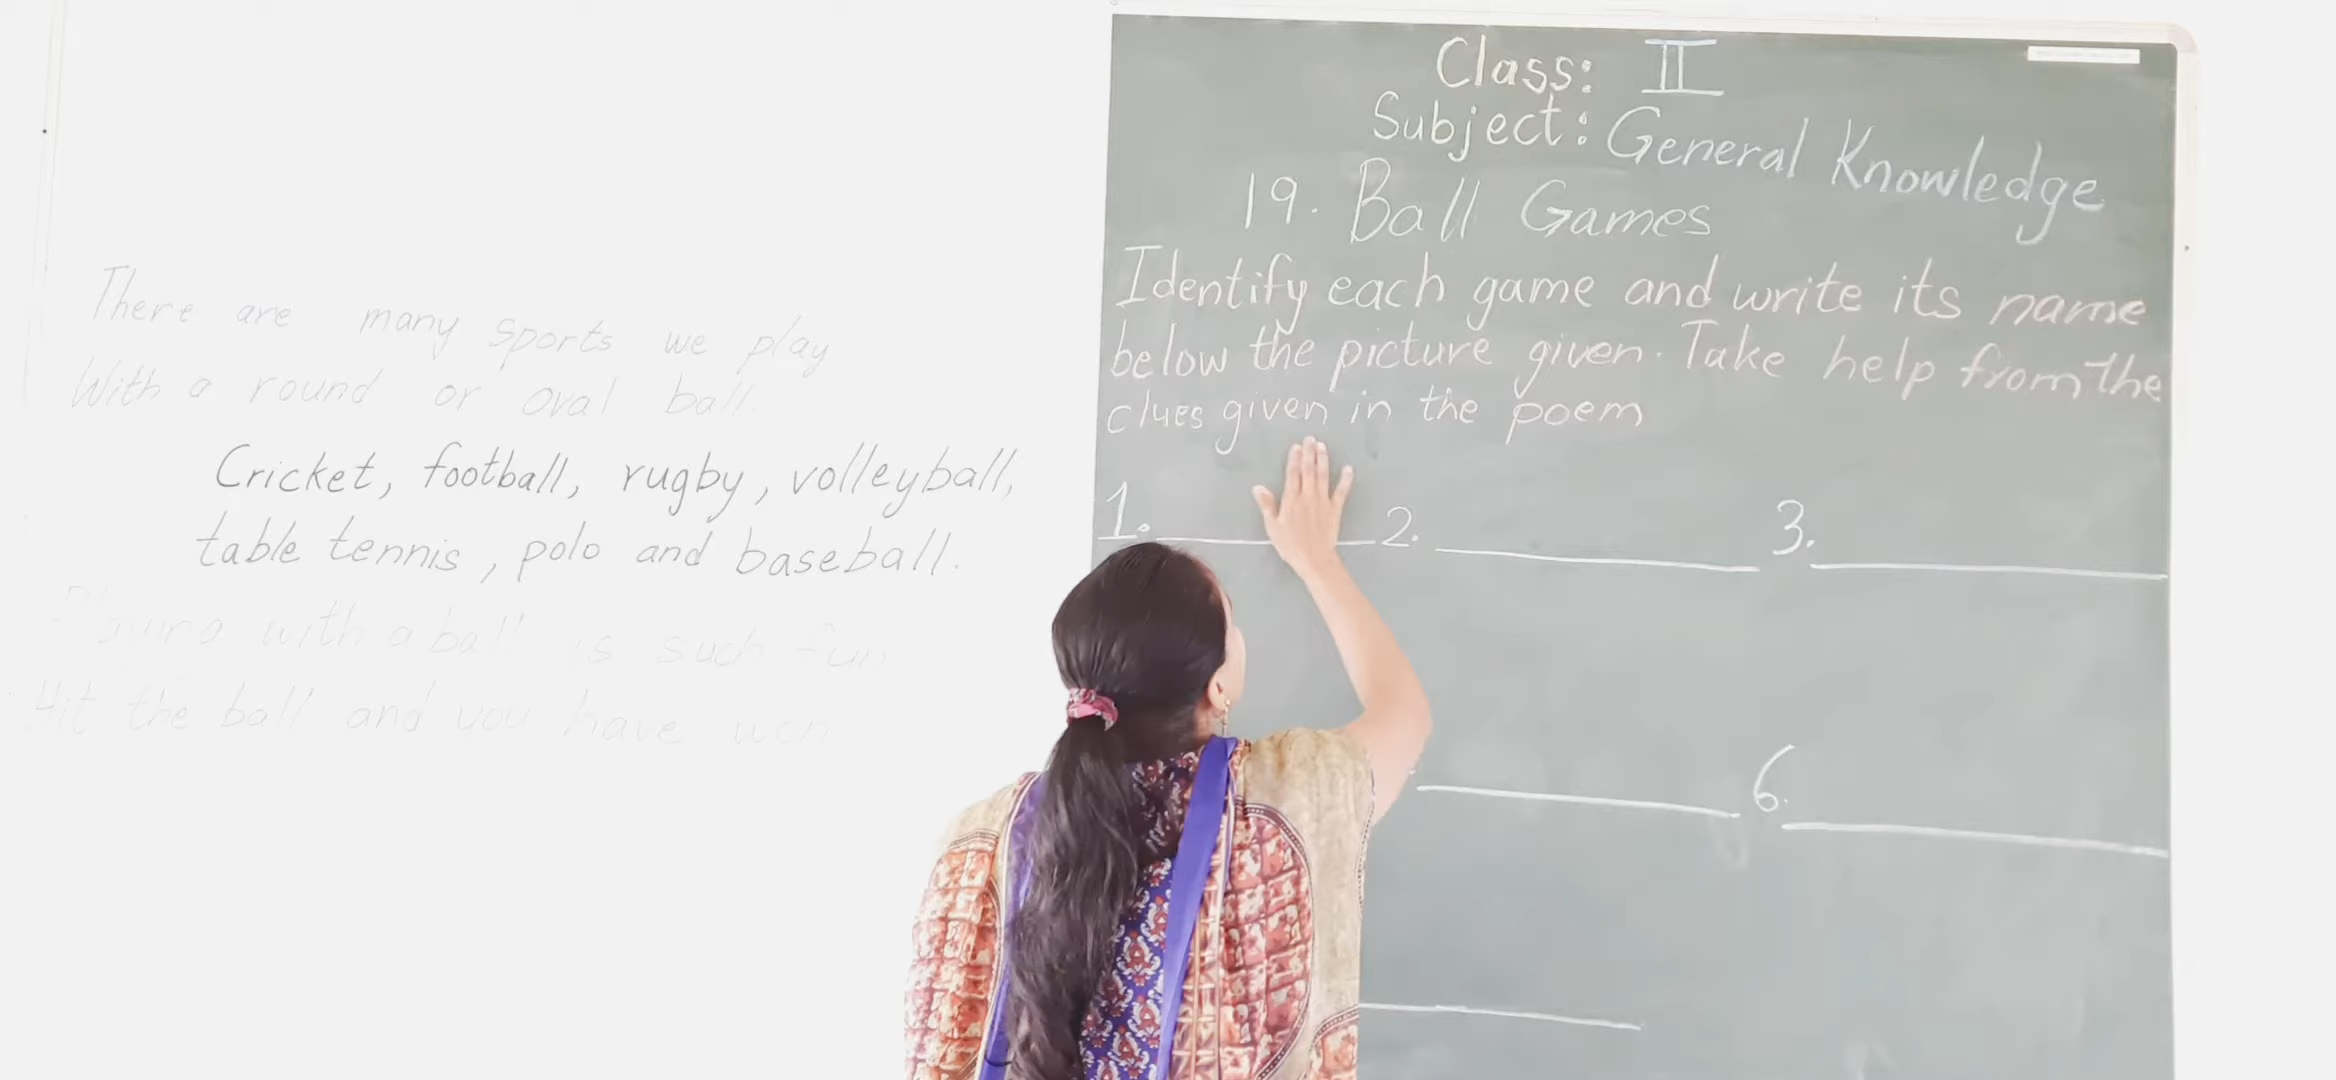 There are many sports we play
With a round or oval ball.
Cricket, football, rugby, volleyball,
table tennis, polo and baseball.
Playing with a ball is such fun
Hit the ball and you have won
Class: II
Subject: General Knowledge
19. Ball Games
Identify each game and write its name
below the picture given. Take help from the
clues given in the poem
1. 2. 3.
6.